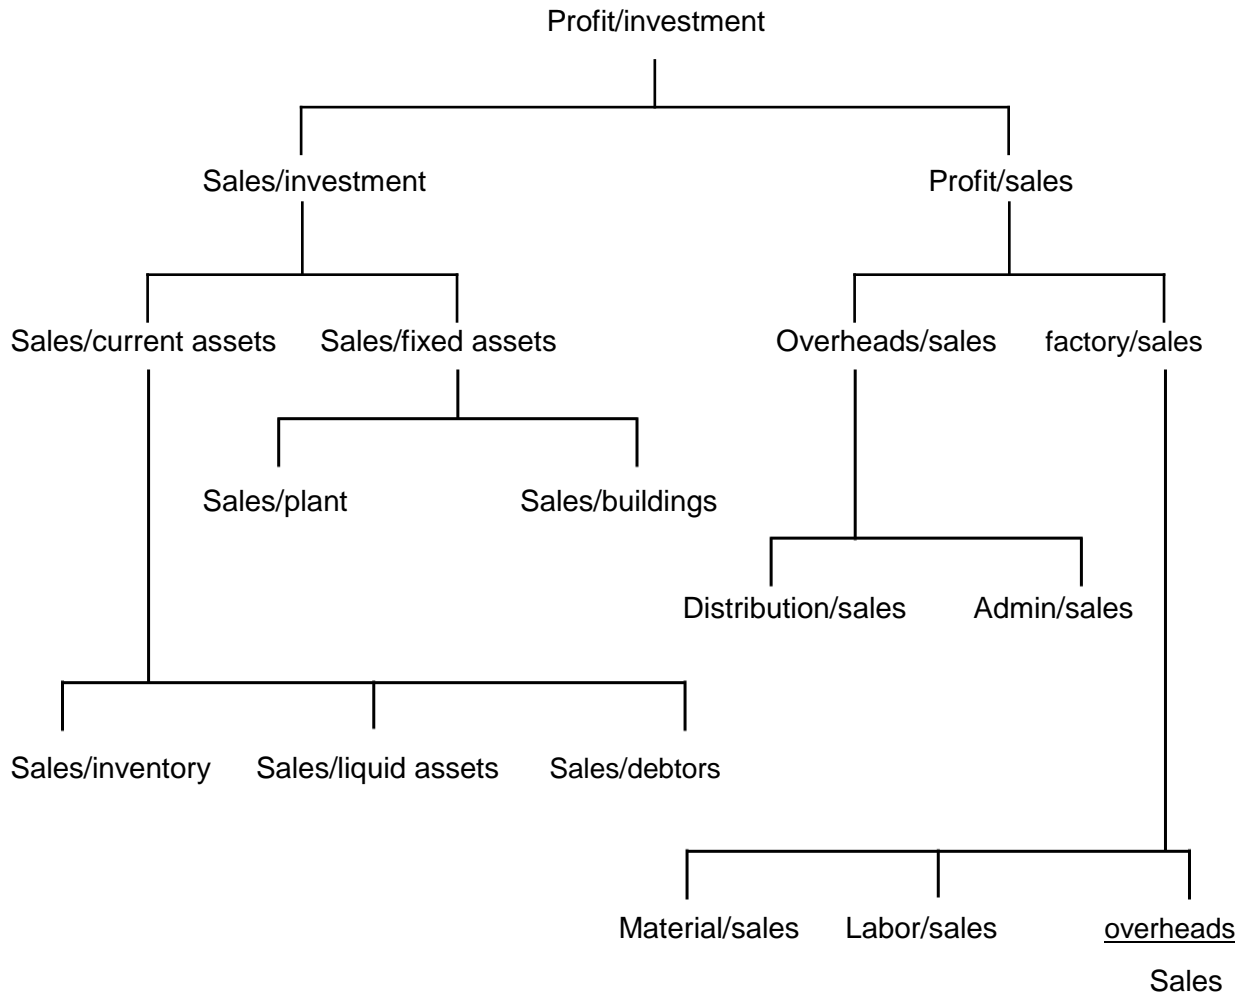 Profit/investment
Sales/investment
Profit/sales
Sales/current assets
Sales/fixed assets
Overheads/sales
factory/sales
Sales/plant
Sales/buildings
Distribution/sales
Admin/sales
Sales/inventory
Sales/liquid assets
Sales/debtors
Material/sales
Labor/sales
overheads
Sales